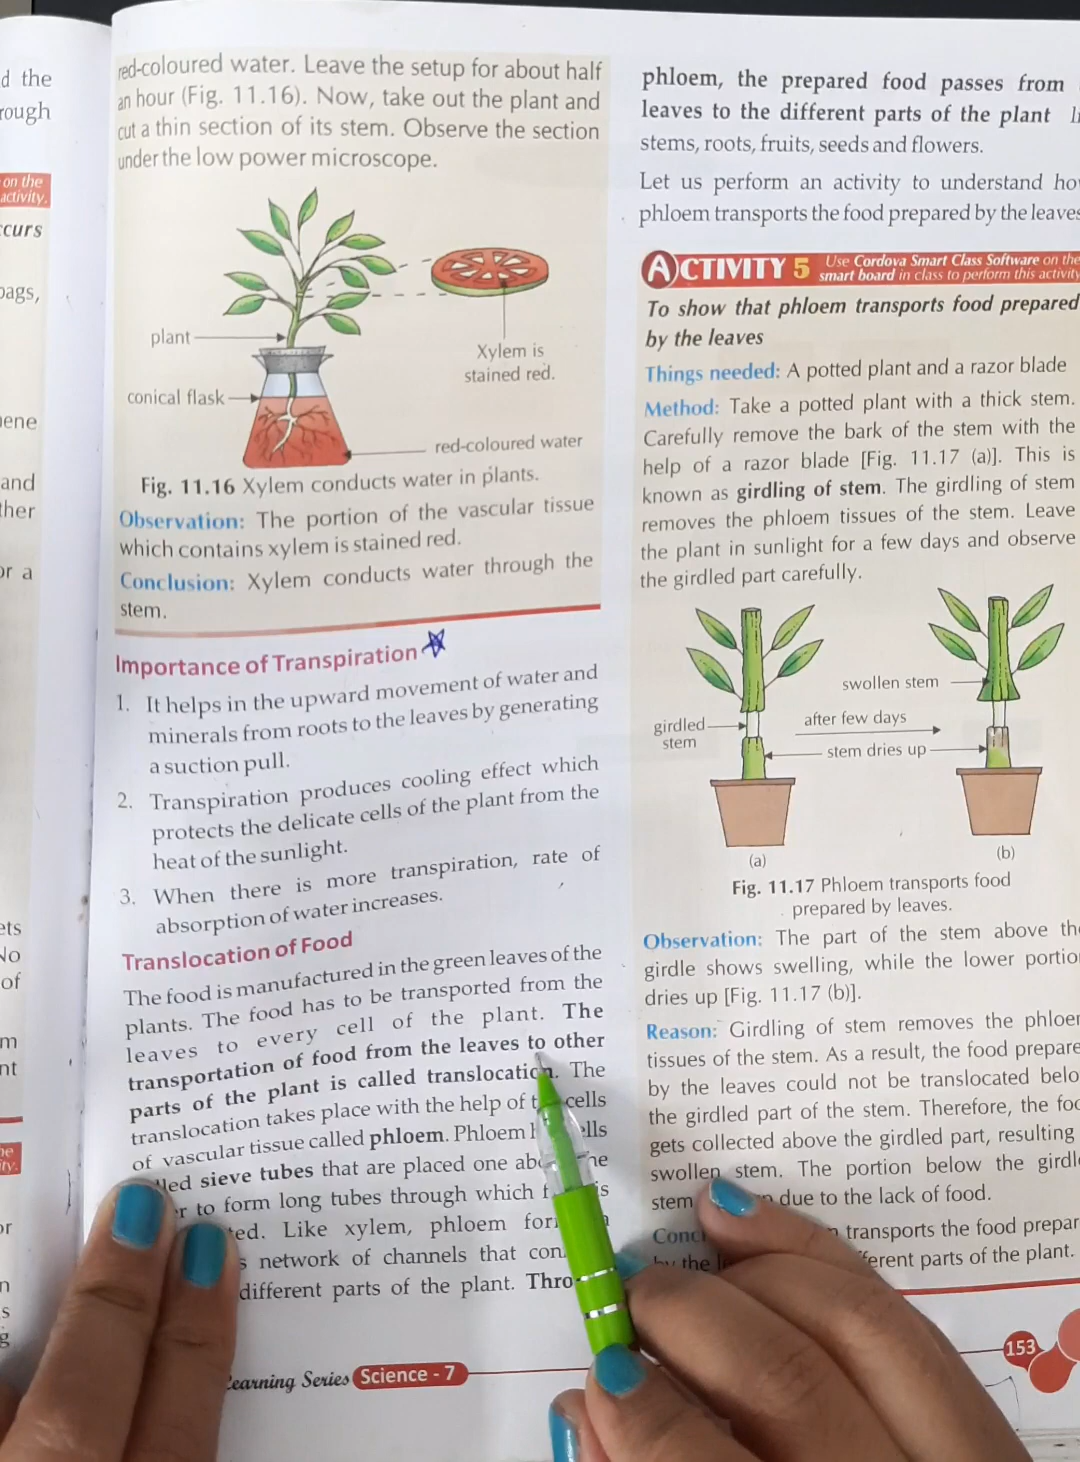 d the
rough
on the
activity.
curs
bags,
ene
and
ther
or a
ets
No
of
m
nt
or
n
s
g
red-coloured water. Leave the setup for about half
an hour (Fig. 11.16). Now, take out the plant and
cut a thin section of its stem. Observe the section
under the low power microscope.
plant
conical flask
Xylem is
stained red.
red-coloured water
Fig. 11.16 Xylem conducts water in plants.
Observation: The portion of the vascular tissue
which contains xylem is stained red.
Conclusion: Xylem conducts water through the
stem.
Importance of Transpiration
1. It helps in the upward movement of water and
minerals from roots to the leaves by generating
a suction pull.
2. Transpiration produces cooling effect which
protects the delicate cells of the plant from the
heat of the sunlight.
3. When there is more transpiration, rate of
absorption of water increases.
Translocation of Food
The food is manufactured in the green leaves of the
plants. The food has to be transported from the
leaves to every cell of the plant. The
transportation of food from the leaves to other
parts of the plant is called translocation. The
translocation takes place with the help of cells
of vascular tissue called phloem. Phloem
sieve tubes that are placed one
to form long tubes through which
Like xylem, phloem
network of channels that
different parts of the plant.
Learning Series Science - 7
phloem, the prepared food passes from
leaves to the different parts of the plant
stems, roots, fruits, seeds and flowers.
Let us perform an activity to understand
phloem transports the food prepared by the leaves
ACTIVITY 5 Use Cordova Smart Class Software on the
smart board in class to perform this activity
To show that phloem transports food prepared
by the leaves
Things needed: A potted plant and a razor blade
Method: Take a potted plant with a thick stem.
Carefully remove the bark of the stem with the
help of a razor blade [Fig. 11.17 (a)]. This is
known as girdling of stem. The girdling of stem
removes the phloem tissues of the stem. Leave
the plant in sunlight for a few days and observe
the girdled part carefully.
swollen stem
girdled
stem
after few days
stem dries up
(a)
(b)
Fig. 11.17 Phloem transports food
prepared by leaves.
Observation: The part of the stem above
girdle shows swelling, while the lower
dries up [Fig. 11.17 (b)].
Reason: Girdling of stem removes the
tissues of the stem. As a result, the food
by the leaves could not be translocated
the girdled part of the stem. Therefore, the
gets collected above the girdled part, resulting
swollen stem. The portion below the
stem due to the lack of food.
transports the food
the parts of the plant.
153